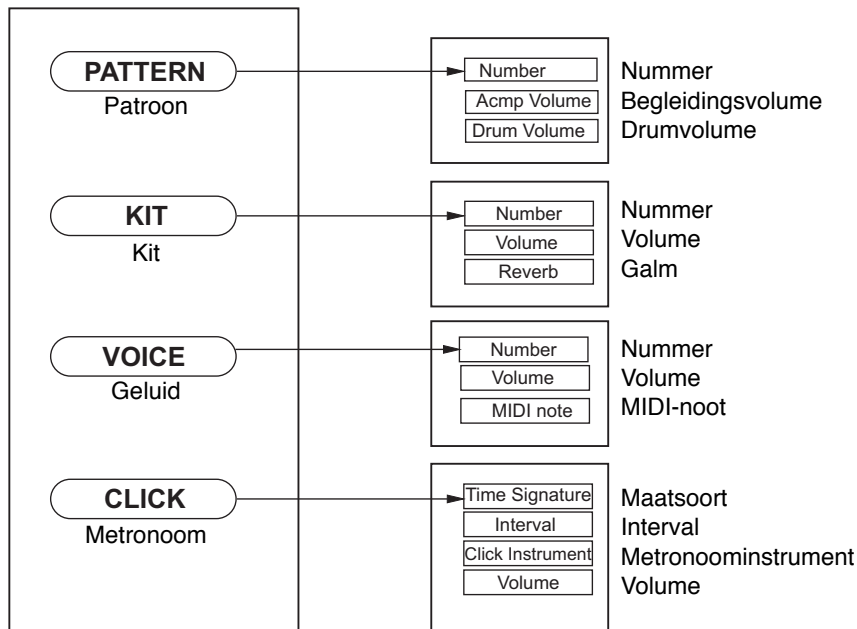 PATTERN
Patroon
Number Nummer
Acmp Volume Begleidingsvolume
Drum Volume Drumvolume
KIT
Kit
Number Nummer
Volume Volume
Reverb Galm
VOICE
Geluid
Number Nummer
Volume Volume
MIDI note MIDI-noot
CLICK
Metronoom
Time Signature Maatsoort
Interval Interval
Click Instrument Metronoominstrument
Volume Volume